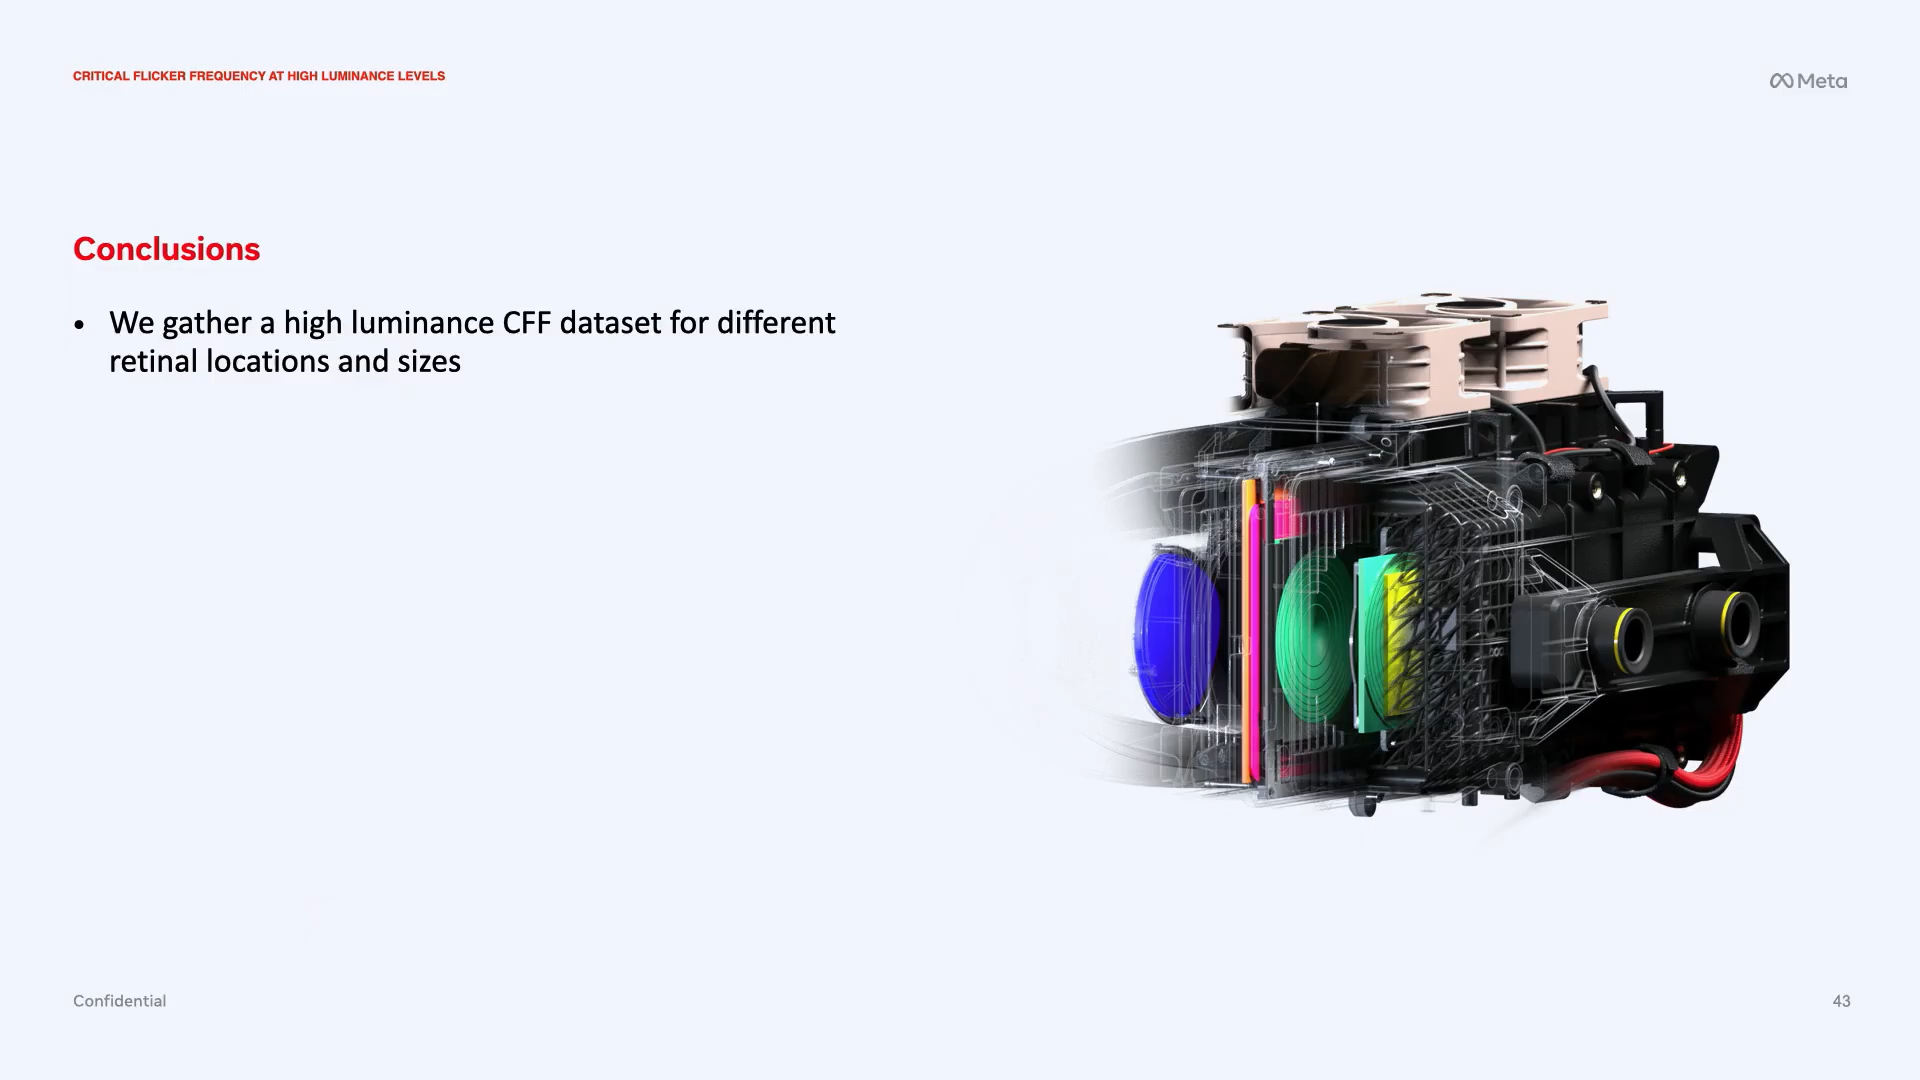 CRITICAL FLICKER FREQUENCY AT HIGH LUMINANCE LEVELS
Meta
Conclusions
• We gather a high luminance CFF dataset for different
retinal locations and sizes
Confidential
43